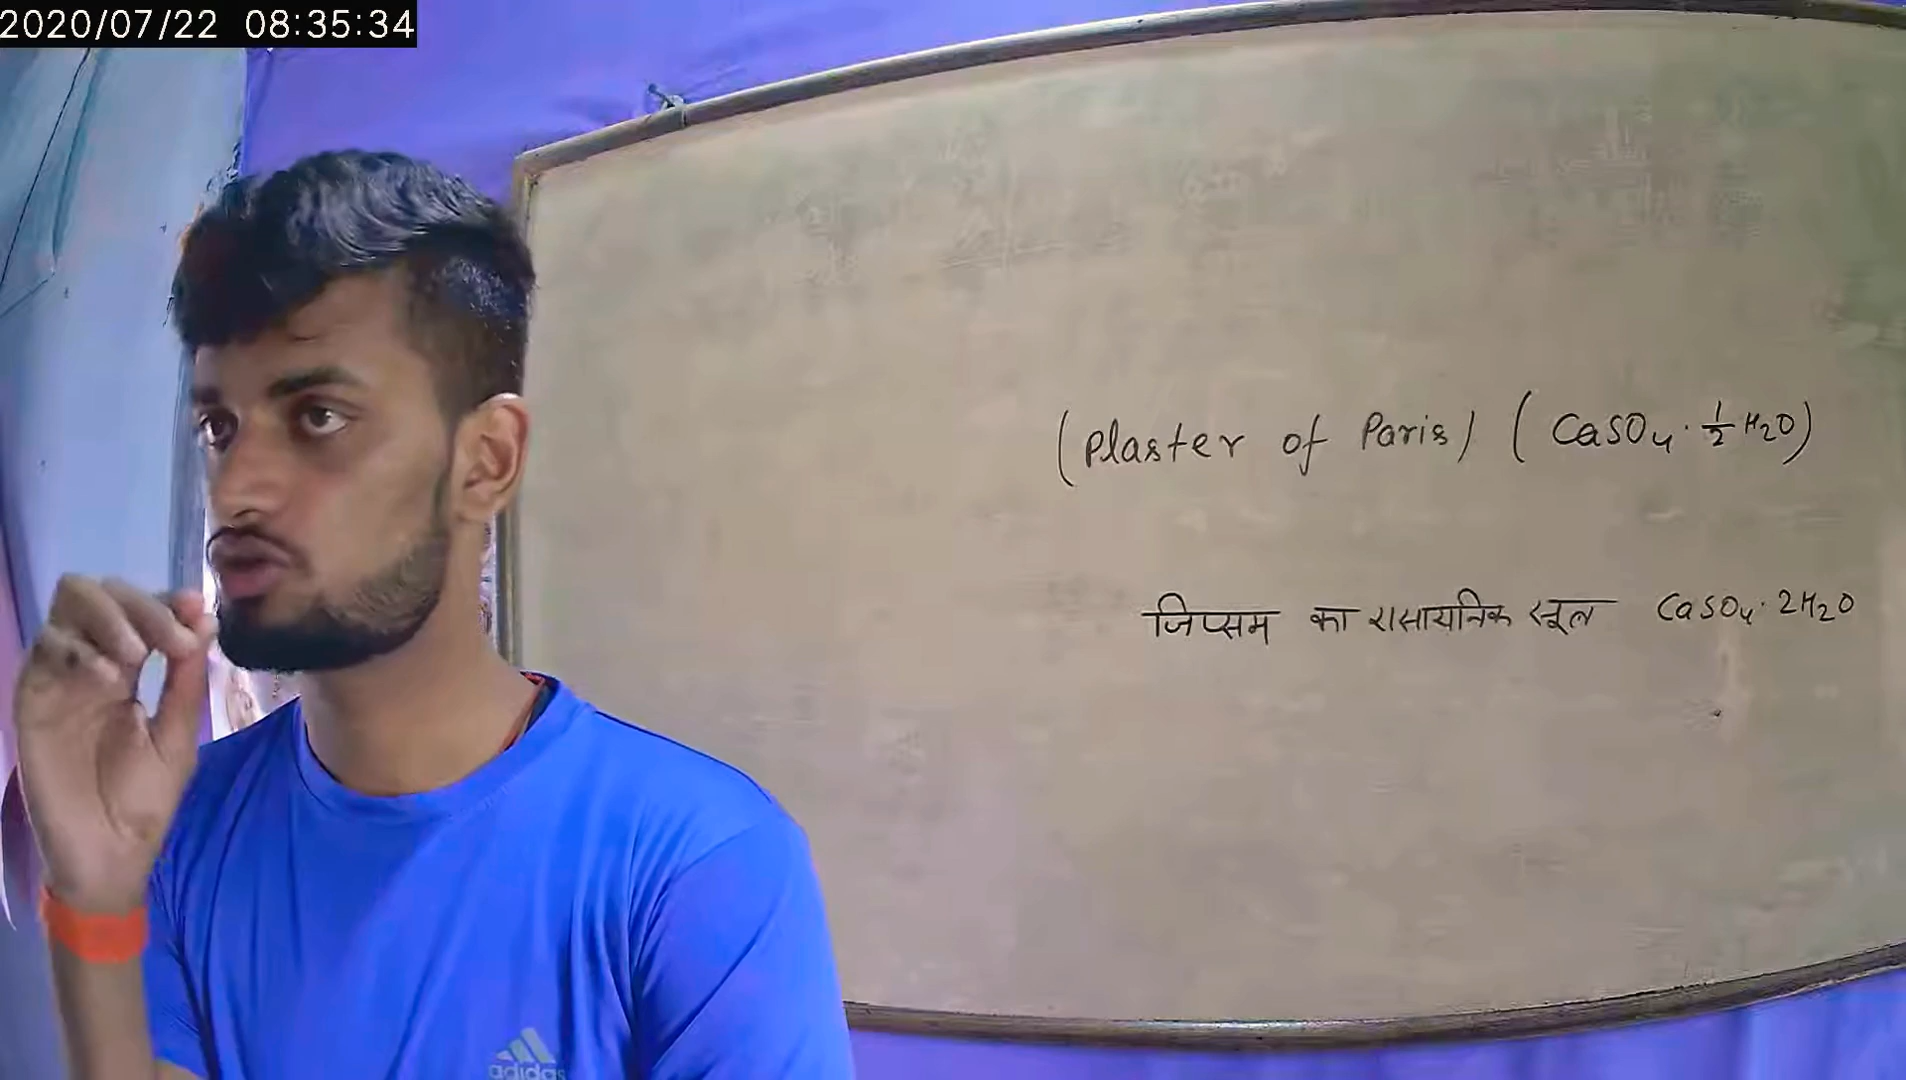 2020/07/22 08:35:34
(Plaster of Paris) (CaSO₄·½H₂O)
जिप्सम का रासायनिक सूत्र CaSO₄·2H₂O
adidas